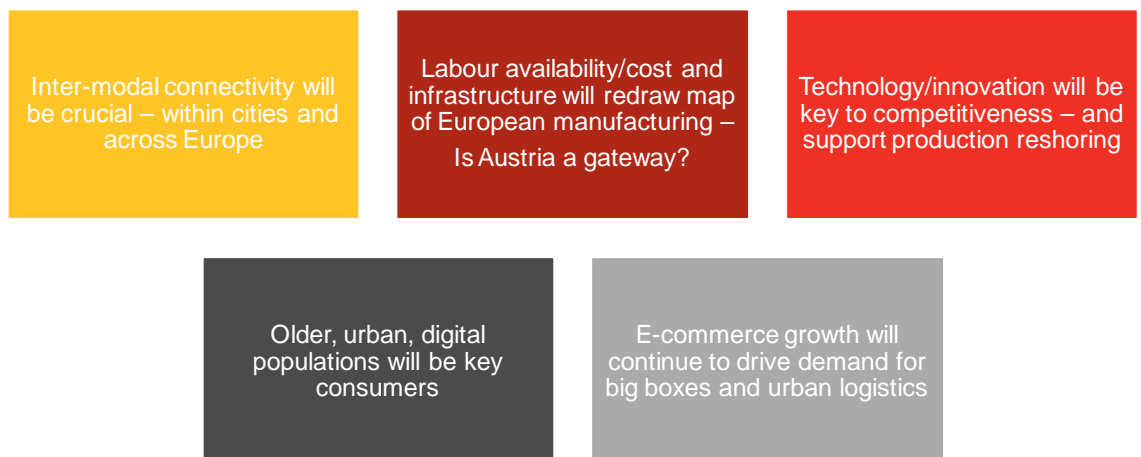 Inter-modal connectivity will
be crucial – within cities and
across Europe
Labour availability/cost and
infrastructure will redraw map
of European manufacturing –
Is Austria a gateway?
Technology/innovation will be
key to competitiveness – and
support production reshoring
Older, urban, digital
populations will be key
consumers
E-commerce growth will
continue to drive demand for
big boxes and urban logistics